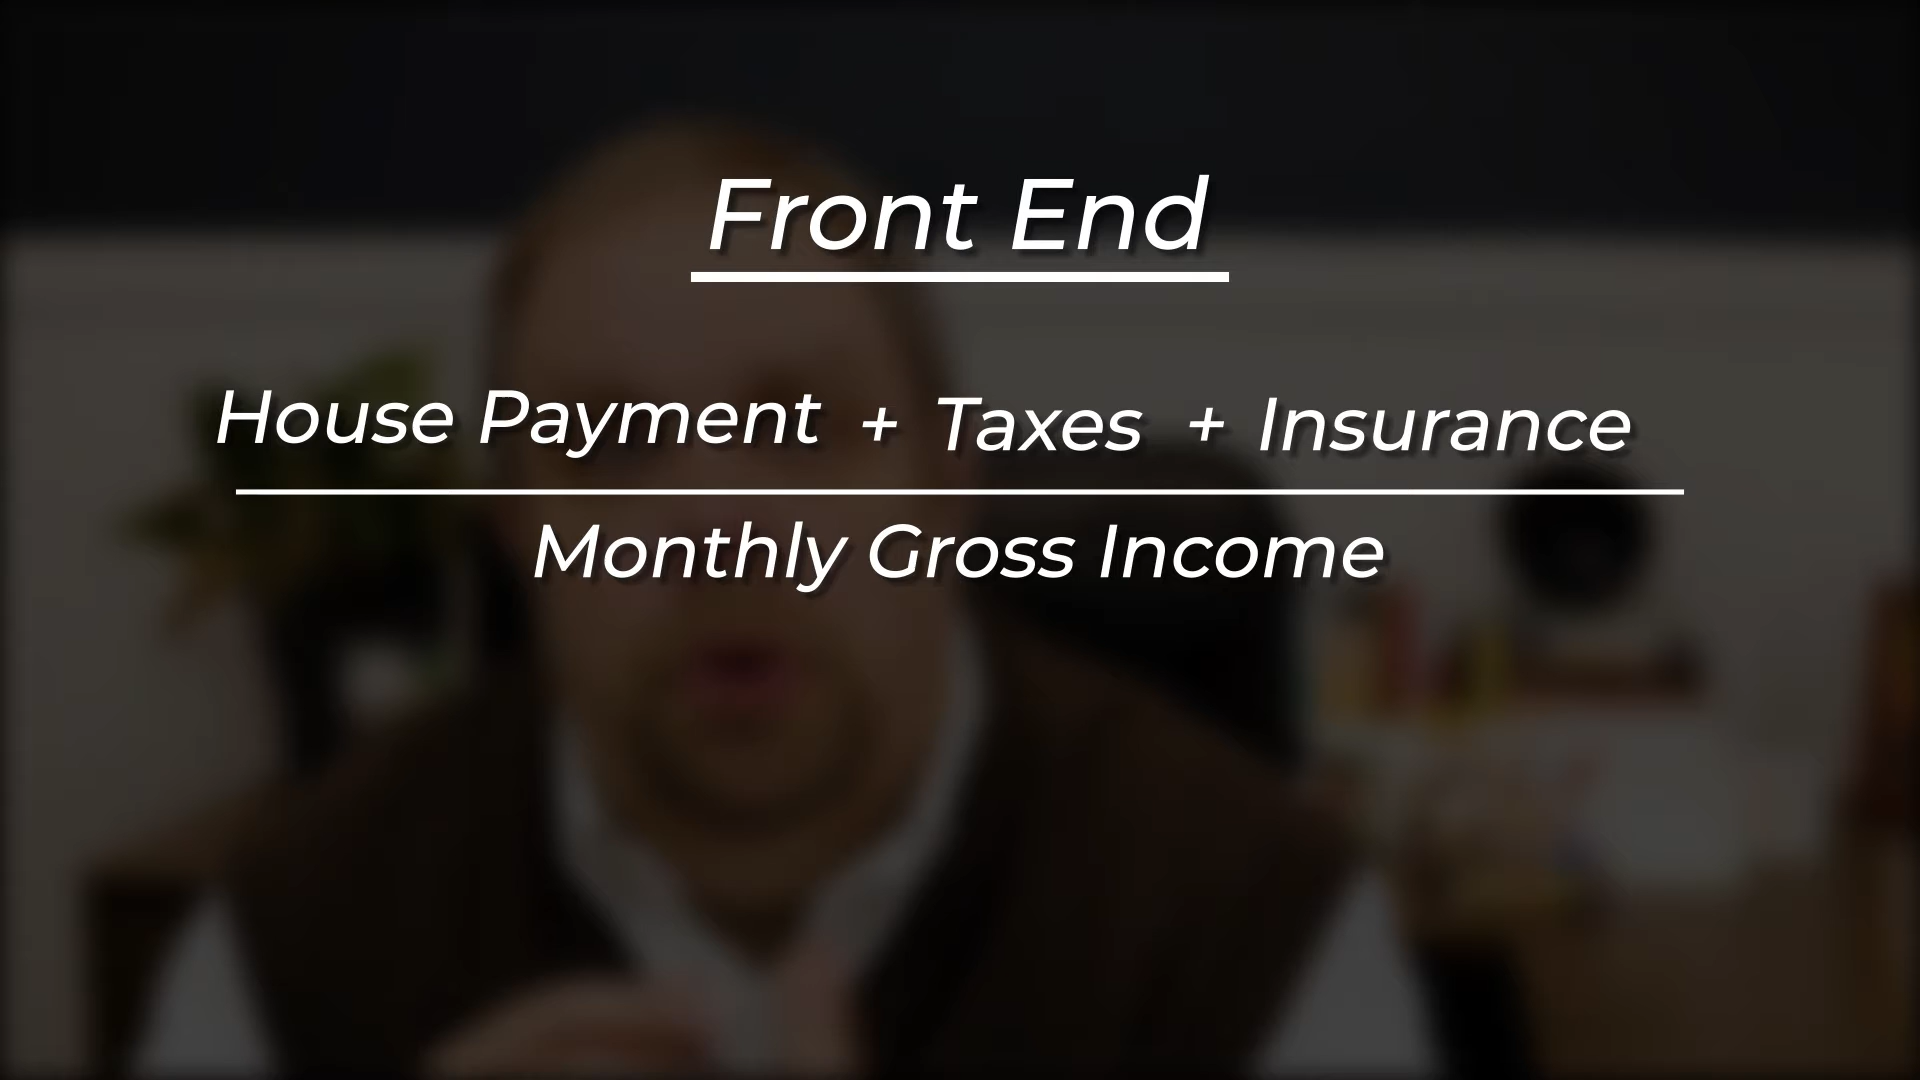 Front End
House Payment + Taxes + Insurance
Monthly Gross Income